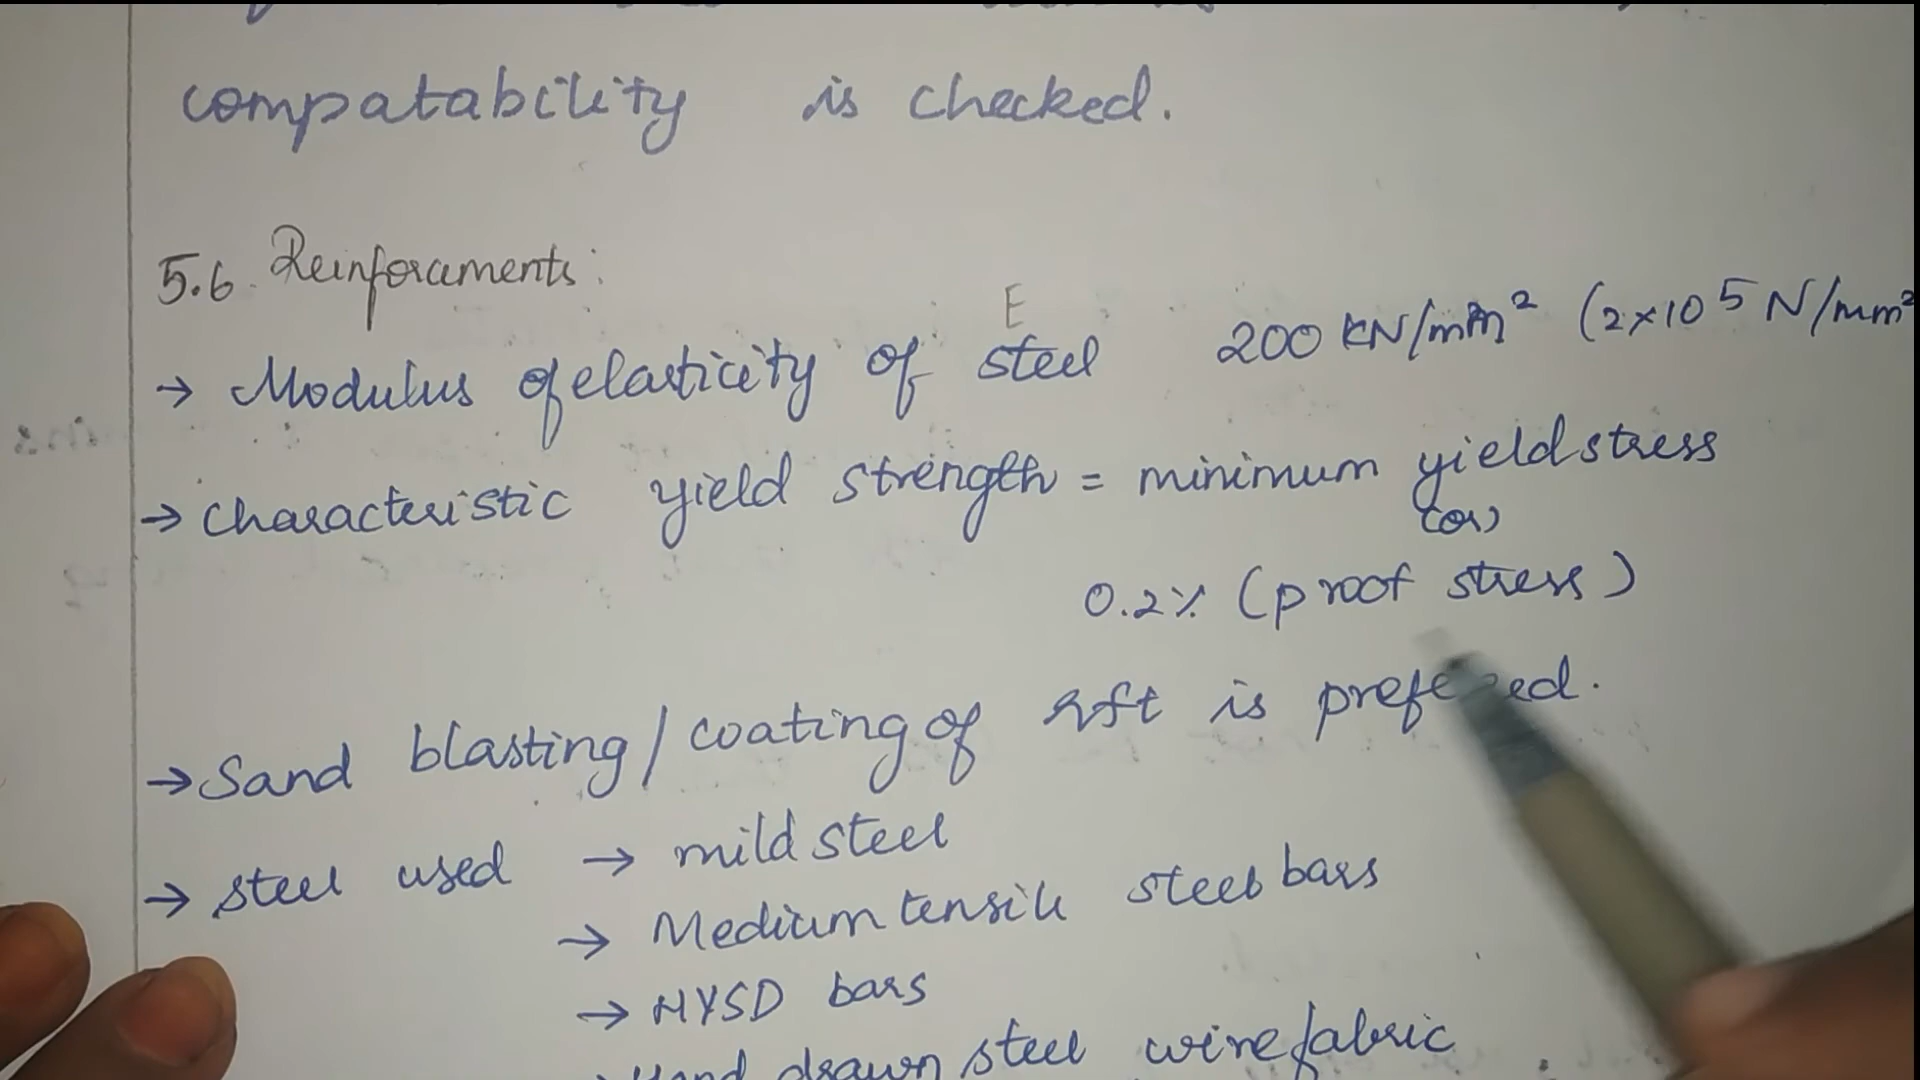 compatability is checked.
5.6. Reinforcements:
E
→ Modulus of elasticity of steel 200 KN/mm² (2×10⁵ N/mm²
→ Characteristic yield strength = minimum yield stress
(or)
0.2% (proof stress)
→ Sand blasting / coating of rft is preferred.
→ steel used → mild steel
→ Medium tensile steel bars
→ HYSD bars
→ Hard drawn steel wire fabric